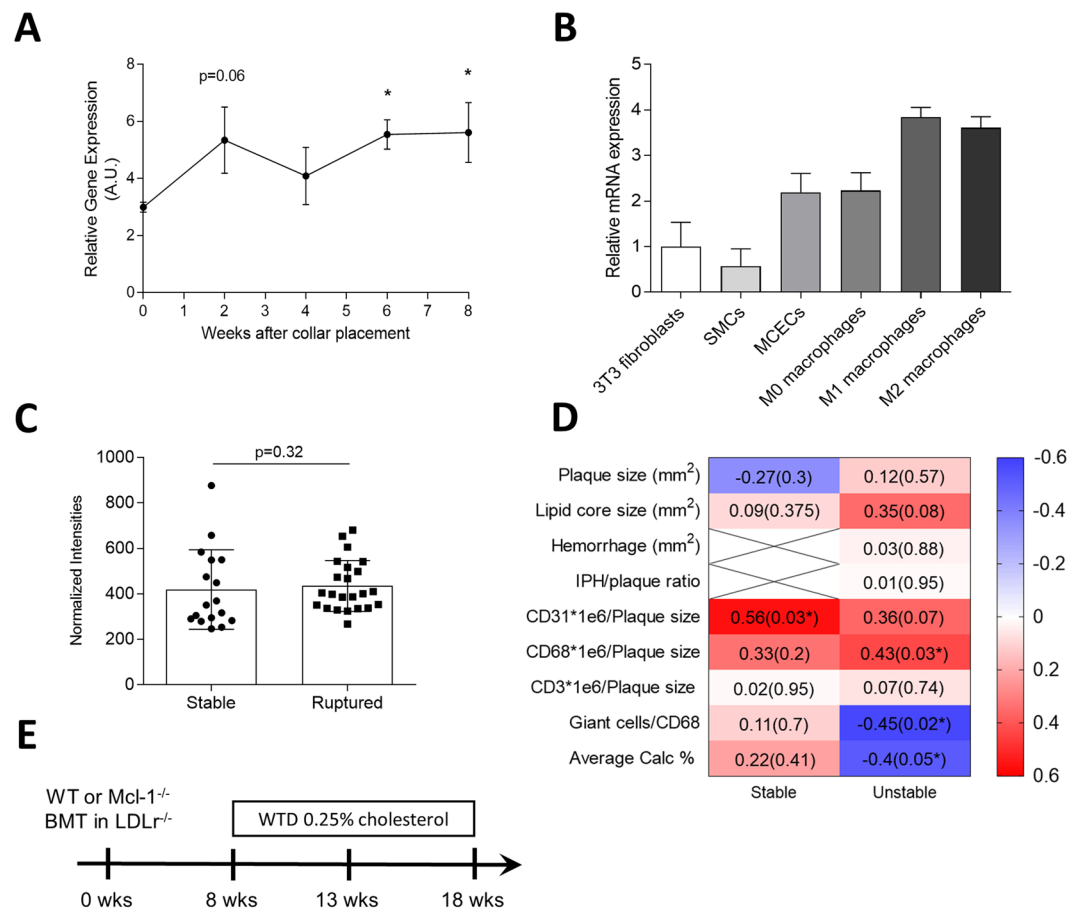 A
Relative Gene Expression
(A.U.)
8
6
4
2
0
p=0.06
*
*
0 1 2 3 4 5 6 7 8
Weeks after collar placement
B
Relative mRNA expression
5
4
3
2
1
0
3T3 fibroblasts
SMCs
MCECs
M0 macrophages
M1 macrophages
M2 macrophages
C
Normalized Intensities
1000
800
600
400
200
0
p=0.32
Stable Ruptured
D
Plaque size (mm²) -0.27(0.3) 0.12(0.57)
Lipid core size (mm²) 0.09(0.375) 0.35(0.08)
Hemorrhage (mm²) 0.03(0.88)
IPH/plaque ratio 0.01(0.95)
CD31*1e6/Plaque size 0.56(0.03*) 0.36(0.07)
CD68*1e6/Plaque size 0.33(0.2) 0.43(0.03*)
CD3*1e6/Plaque size 0.02(0.95) 0.07(0.74)
Giant cells/CD68 0.11(0.7) -0.45(0.02*)
Average Calc % 0.22(0.41) -0.4(0.05*)
Stable Unstable
-0.6
-0.4
-0.2
0
0.2
0.4
0.6
E
WT or Mcl-1-/-
BMT in LDLr-/-
WTD 0.25% cholesterol
0 wks 8 wks 13 wks 18 wks